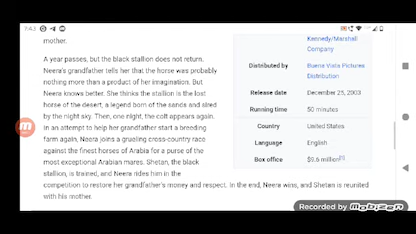 7:43
mother.
Kennedy/Marshall
Company
A year passes, but the black stallion does not return.
Neera's grandfather tells her that the horse was probably
nothing more than a product of her imagination. But
Neera knows better. She thinks the stallion is the lost
horse of the desert, a legend born of the sands and sired
by the night sky. Then, one night, the colt appears again.
In an attempt to help her grandfather start a breeding
farm again, Neera joins a grueling cross-country race
against the finest horses of Arabia for a purse of the
most exceptional Arabian mares. Shetan, the black
stallion, is trained, and Neera rides him in the
competition to restore her grandfather's money and respect. In the end, Neera wins, and Shetan is reunited
with his mother.
Distributed by Buena Vista Pictures
Distribution
Release date December 25, 2003
Running time 50 minutes
Country United States
Language English
Box office $9.6 million[1]
Recorded by Mobizen